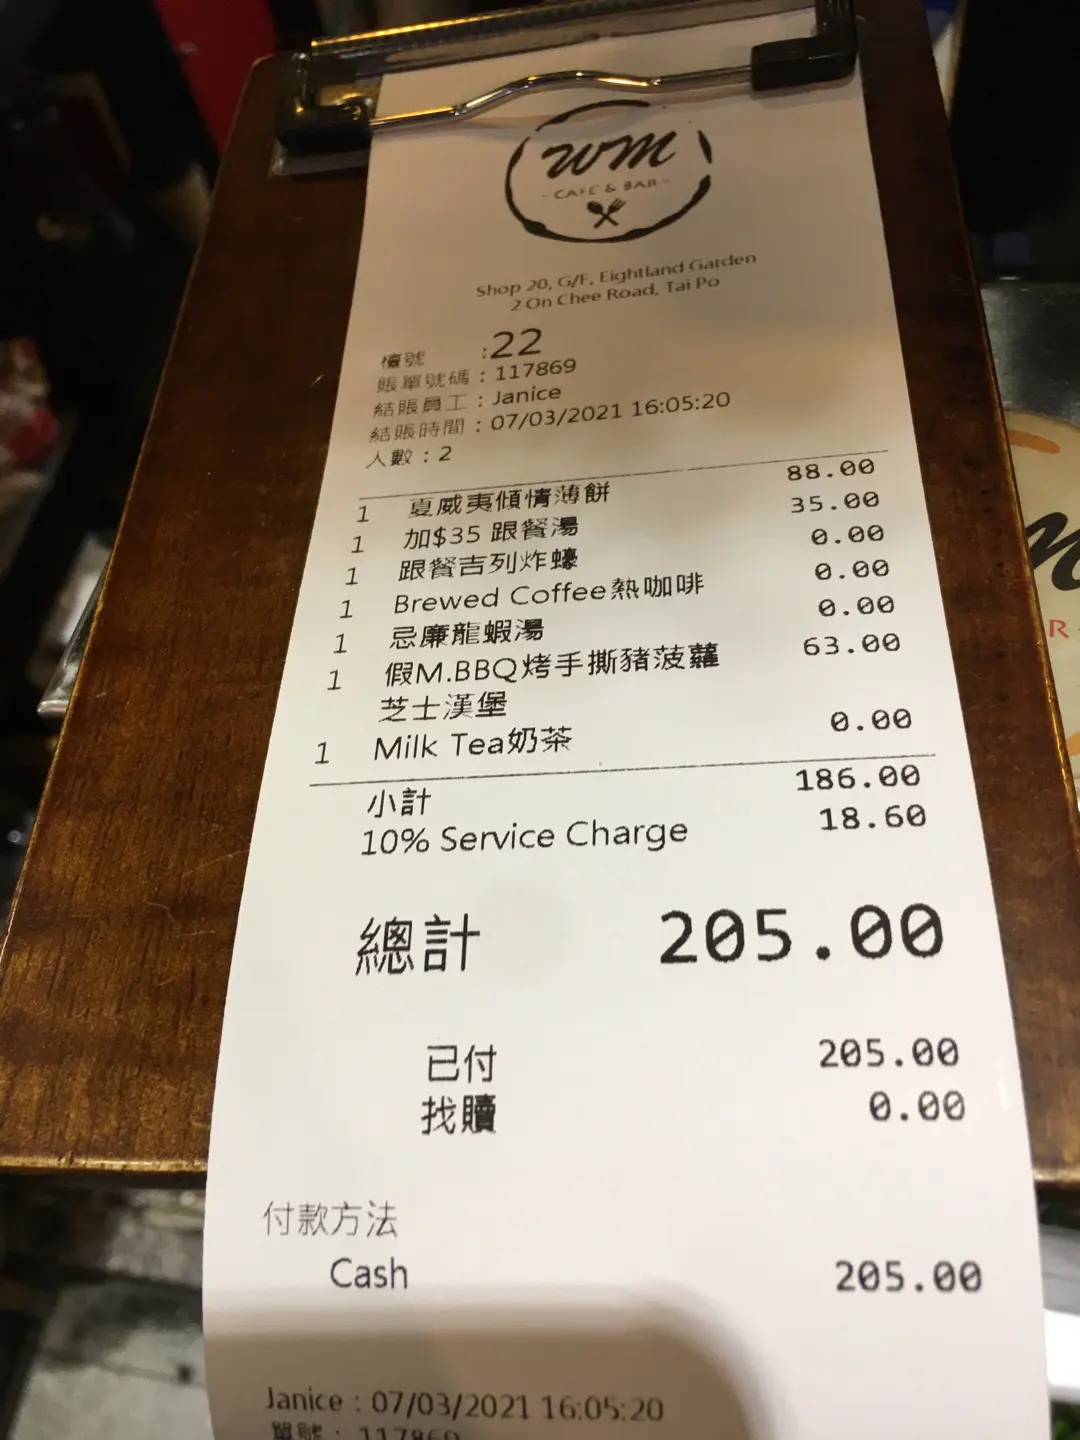 WM
- CAFE & BAR -
Shop 20, G/F, Eightland Garden
2 On Chee Road, Tai Po
檯號 :22
賬單號碼 : 117869
結賬員工 : Janice
結賬時間 : 07/03/2021 16:05:20
人數 : 2
1 夏威夷傾情薄餅 88.00
1 加$35 跟餐湯 35.00
1 跟餐吉列炸蠔 0.00
1 Brewed Coffee熱咖啡 0.00
1 忌廉龍蝦湯 0.00
1 假M.BBQ烤手撕豬菠蘿 63.00
芝士漢堡
1 Milk Tea奶茶 0.00
小計 186.00
10% Service Charge 18.60
總計 205.00
已付 205.00
找贖 0.00
付款方法
Cash 205.00
Janice : 07/03/2021 16:05:20
單號 : 117869